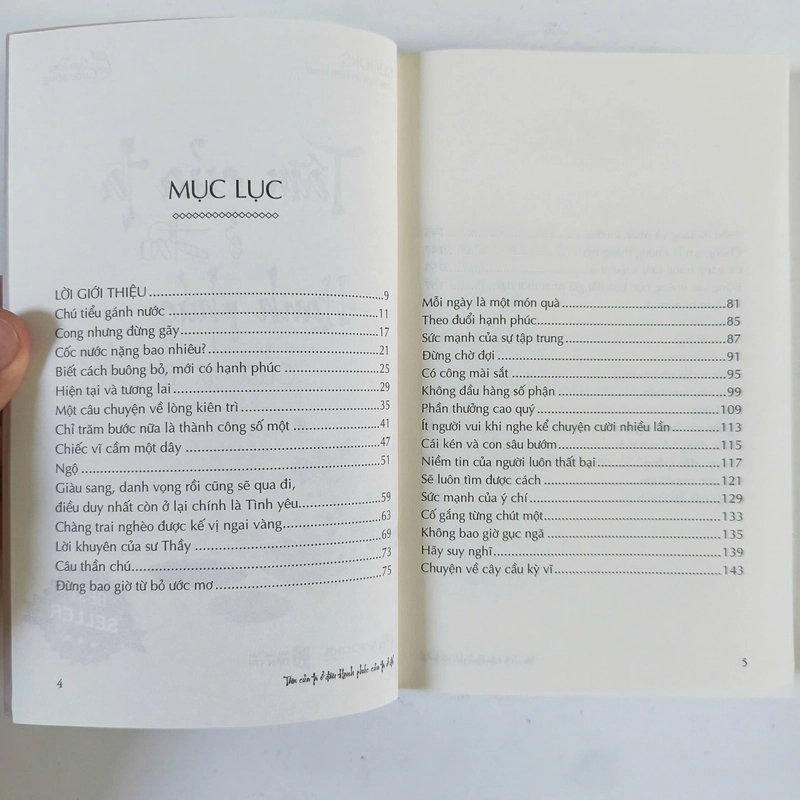 MỤC LỤC
LỜI GIỚI THIỆU...9
Chú tiểu gánh nước...11
Cong nhưng đừng gãy...17
Cốc nước nặng bao nhiêu?...21
Biết cách buông bỏ, mới có hạnh phúc...25
Hiện tại và tương lai...29
Một câu chuyện về lòng kiên trì...35
Chỉ trăm bước nữa là thành công số một...41
Chiếc vĩ cầm một dây...47
Ngộ...51
Giàu sang, danh vọng rồi cũng sẽ qua đi,
điều duy nhất còn ở lại chính là Tình yêu...59
Chàng trai nghèo được kế vị ngai vàng...63
Lời khuyên của sư Thầy...69
Câu thần chú...73
Đừng bao giờ từ bỏ ước mơ...75
4
Tâm của ta ở đâu Hạnh phúc của ta ở đó
Mỗi ngày là một món quà...81
Theo đuổi hạnh phúc...85
Sức mạnh của sự tập trung...87
Đừng chờ đợi...91
Có công mài sắt...95
Không đầu hàng số phận...99
Phần thưởng cao quý...109
Ít người vui khi nghe kể chuyện cười nhiều lần...113
Cái kén và con sâu bướm...115
Niềm tin của người luôn thất bại...117
Sẽ luôn tìm được cách...121
Sức mạnh của ý chí...129
Cố gắng từng chút một...133
Không bao giờ gục ngã...135
Hãy suy nghĩ...139
Chuyện về cây cầu kỳ vĩ...143
5